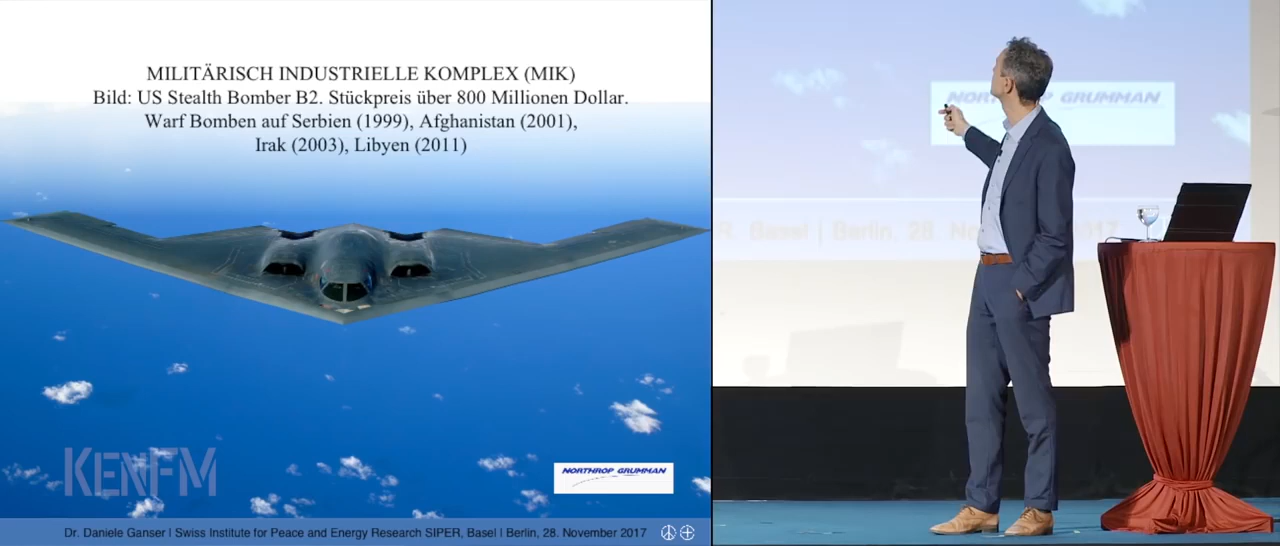 MILITÄRISCH INDUSTRIELLE KOMPLEX (MIK)
Bild: US Stealth Bomber B2. Stückpreis über 800 Millionen Dollar.
Warf Bomben auf Serbien (1999), Afghanistan (2001),
Irak (2003), Libyen (2011)
KENFM
NORTHROP GRUMMAN
Dr. Daniele Ganser | Swiss Institute for Peace and Energy Research SIPER, Basel | Berlin, 28. November 2017
NORTHROP GRUMMAN
R, Basel | Berlin, 28. No 2017